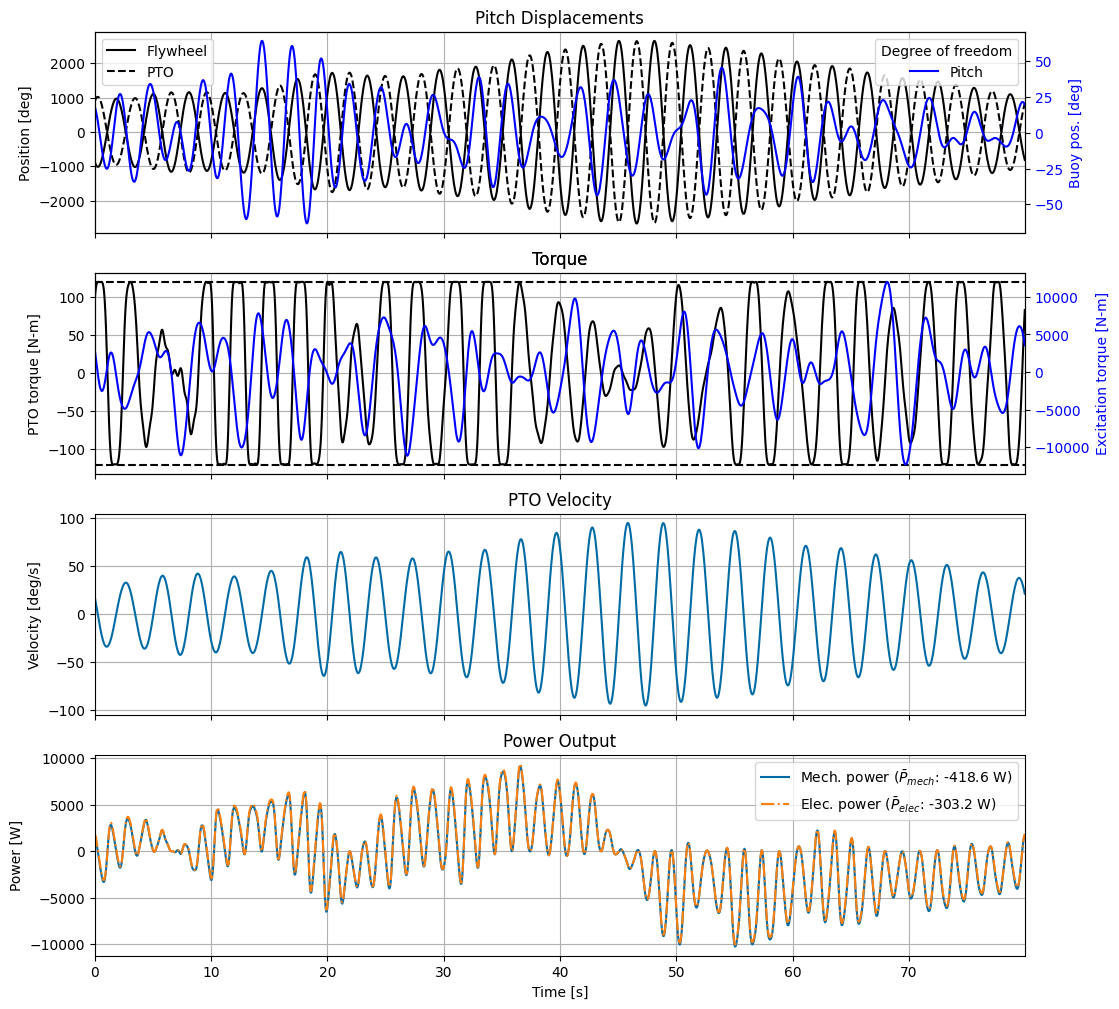 Pitch Displacements
Flywheel
PTO
Degree of freedom
Pitch
Position [deg]
2000
1000
0
−1000
−2000
50
25
0
−25
−50
Buoy pos. [deg]
Torque
PTO torque [N-m]
100
50
0
−50
−100
10000
5000
0
−5000
−10000
Excitation torque [N-m]
PTO Velocity
Velocity [deg/s]
100
50
0
−50
−100
Power Output
Mech. power (P̄mech: -418.6 W)
Elec. power (P̄elec: -303.2 W)
Power [W]
10000
5000
0
−5000
−10000
0 10 20 30 40 50 60 70
Time [s]